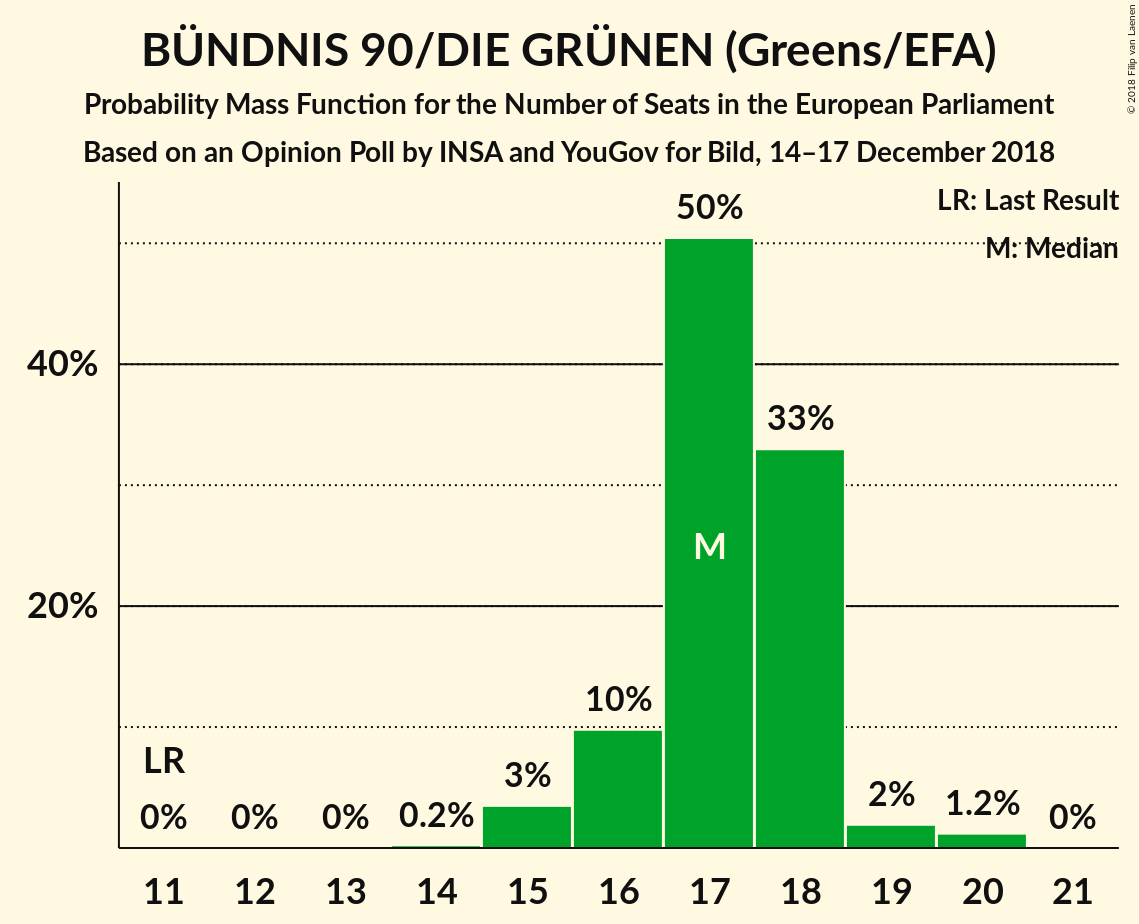 BÜNDNIS 90/DIE GRÜNEN (Greens/EFA)
Probability Mass Function for the Number of Seats in the European Parliament
Based on an Opinion Poll by INSA and YouGov for Bild, 14–17 December 2018
© 2018 Filip van Laenen
LR: Last Result
M: Median
50%
40%
33%
M
20%
10%
LR
3%
0% 0% 0% 0.2% 2% 1.2% 0%
11 12 13 14 15 16 17 18 19 20 21